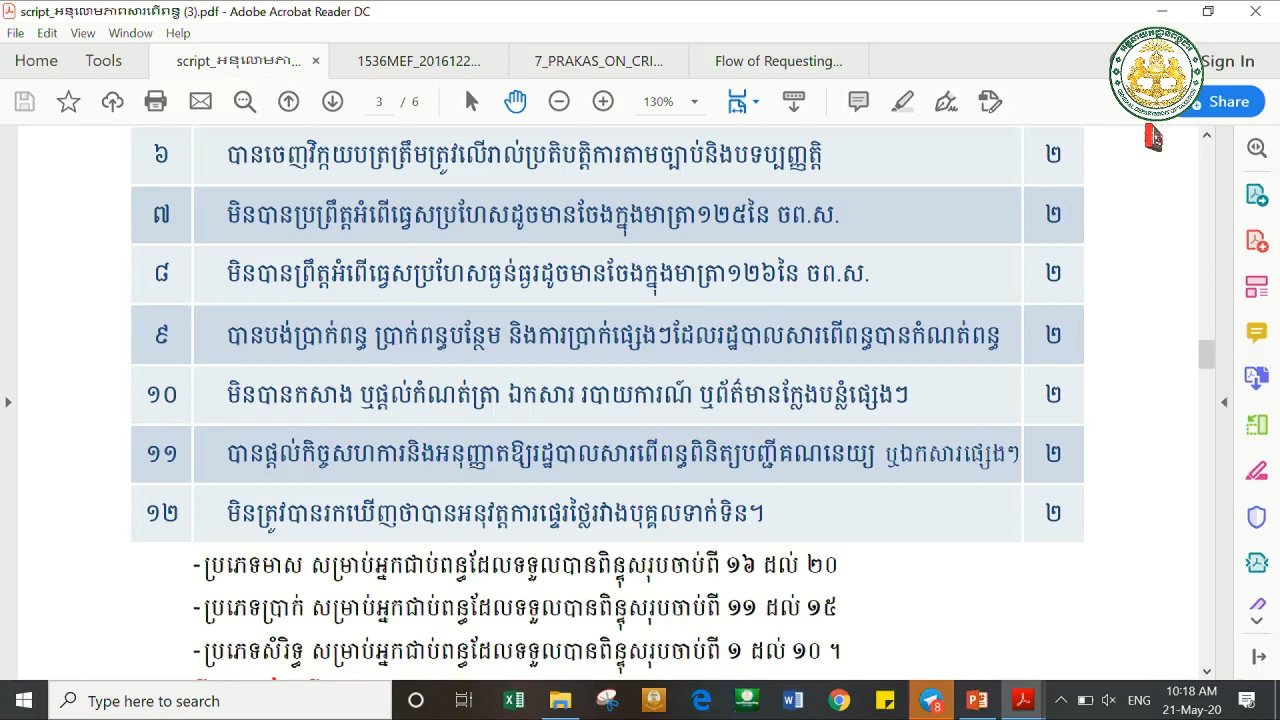 script_អនុលោមភាពសារពើពន្ធ (3).pdf - Adobe Acrobat Reader DC
File Edit View Window Help
Home Tools script_អនុលោមភា... × 1536MEF_2016122... 7_PRAKAS_ON_CRI... Flow of Requesting... Sign In
3 / 6 130% Share
៦ បានចេញវិក្កយបត្រត្រឹមត្រូវលើរាល់ប្រតិបត្តិការតាមច្បាប់និងបទប្បញ្ញត្តិ ២
៧ មិនបានប្រព្រឹត្តអំពើធ្វេសប្រហែសដូចមានចែងក្នុងមាត្រា១២៥នៃ ចព.ស. ២
៨ មិនបានព្រឹត្តអំពើធ្វេសប្រហែសធ្ងន់ធ្ងរដូចមានចែងក្នុងមាត្រា១២៦នៃ ចព.ស. ២
៩ បានបង់ប្រាក់ពន្ធ ប្រាក់ពន្ធបន្ថែម និងការប្រាក់ផ្សេងៗដែលរដ្ឋបាលសារពើពន្ធបានកំណត់ពន្ធ ២
១០ មិនបានកសាង ឬផ្តល់កំណត់ត្រា ឯកសារ របាយការណ៍ ឬព័ត៌មានក្លែងបន្លំផ្សេងៗ ២
១១ បានផ្តល់កិច្ចសហការនិងអនុញ្ញាតឱ្យរដ្ឋបាលសារពើពន្ធពិនិត្យបញ្ជីគណនេយ្យ ឬឯកសារផ្សេងៗ ២
១២ មិនត្រូវបានរកឃើញថាបានអនុវត្តការផ្ទេរថ្លៃរវាងបុគ្គលទាក់ទិន។ ២
-ប្រភេទមាស សម្រាប់អ្នកជាប់ពន្ធដែលទទួលបានពិន្ទុសរុបចាប់ពី ១៦ ដល់ ២០
-ប្រភេទប្រាក់ សម្រាប់អ្នកជាប់ពន្ធដែលទទួលបានពិន្ទុសរុបចាប់ពី ១១ ដល់ ១៥
-ប្រភេទសំរិទ្ធ សម្រាប់អ្នកជាប់ពន្ធដែលទទួលបានពិន្ទុសរុបចាប់ពី ១ ដល់ ១០ ។
Type here to search 8 ENG 10:18 AM
21-May-20